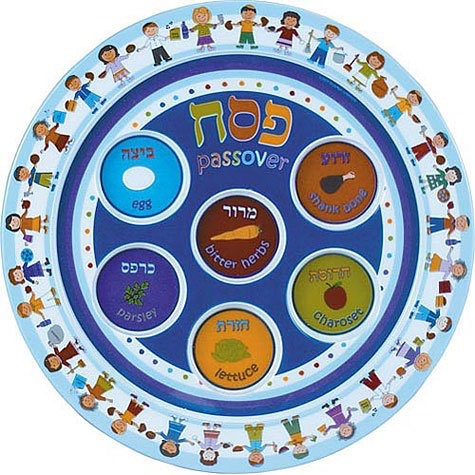 פסח
passover
ביצה
egg
זרוע
shank bone
מרור
bitter herbs
כרפס
parsley
חרוסת
charoset
חזרת
lettuce